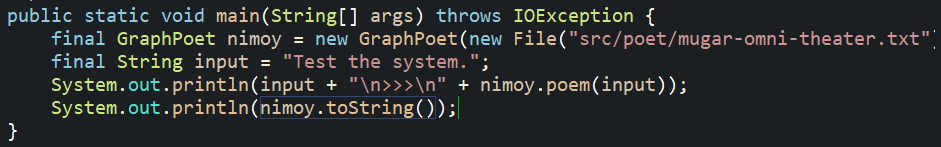 public static void main(String[] args) throws IOException {
    final GraphPoet nimoy = new GraphPoet(new File("src/poet/mugar-omni-theater.txt")
    final String input = "Test the system.";
    System.out.println(input + "\n>>>\n" + nimoy.poem(input));
    System.out.println(nimoy.toString());
}